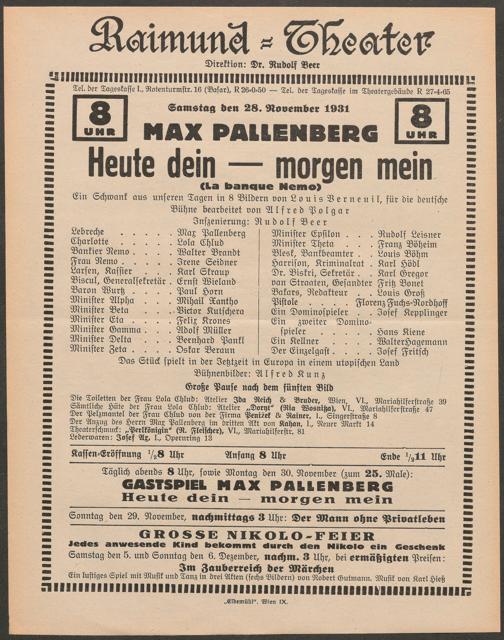 Raimund-Theater
Direktion: Dr. Rudolf Beer
Tel. der Tageskasse I., Rotenturmstr. 16 (Basar), R 26-0-50 — Tel. der Tageskasse im Theatergebäude R 27-4-65
8 UHR
Samstag den 28. November 1931
8 UHR
MAX PALLENBERG
Heute dein — morgen mein
(La banque Nemo)
Ein Schwank aus unseren Tagen in 8 Bildern von Louis Verneuil, für die deutsche
Bühne bearbeitet von Alfred Polgar
Inszenierung: Rudolf Beer
Lebreche . . . . . Max Pallenberg
Charlotte . . . . . Lola Chlud
Bankier Nemo . . . . Walter Brandt
Frau Nemo . . . . . Irene Seidner
Larsen, Kassier . . . . Karl Skraup
Biscul, Generalsekretär . Ernst Wieland
Baron Wurtz . . . . Paul Horn
Minister Alpha . . . . Mihail Xantho
Minister Beta . . . . Victor Kutschera
Minister Eta . . . . Felix Krones
Minister Gamma . . . . Adolf Müller
Minister Delta . . . . Bernhard Pankl
Minister Zeta . . . . Oskar Beraun
Minister Epsilon . . . Rudolf Leisner
Minister Theta . . . Franz Böheim
Blesk, Bankbeamter . . Louis Böhm
Harrison, Kriminalrat . Karl Hödl
Dr. Biskri, Sekretär . . Karl Gregor
van Straaten, Gesandter Fritz Bonet
Bakars, Redakteur . . Louis Groß
Pistole . . Florenz Fuchs-Nordhoff
Ein Dominospieler . . Josef Kepplinger
Ein zweiter Domino-
spieler . . . . . Hans Kiene
Ein Kellner . . . Walter Hagemann
Der Einzelgast . . . Josef Fritsch
Das Stück spielt in der Jetztzeit in Europa in einem utopischen Land
Bühnenbilder: Alfred Kunz
Große Pause nach dem fünften Bild
Die Toiletten der Frau Lola Chlud: Atelier Ida Reich & Bruder, Wien, VI., Mariahilferstraße 39
Sämtliche Hüte der Frau Lola Chlud: Atelier „Doryt“ (Ria Wosnitza), VI., Mariahilferstraße 47
Der Pelzmantel der Frau Chlud von der Firma Penizek & Rainer, I., Singerstraße 8
Der Anzug des Herrn Max Pallenberg im dritten Akt von Kahan, I., Neuer Markt 14
Theaterschmuck: „Perlkönigin“ (R. Fleischer), VI., Mariahilferstr. 81
Lederwaren: Josef Az, I., Opernring 13
Kassen-Eröffnung ½8 Uhr Anfang 8 Uhr Ende ½11 Uhr
Täglich abends 8 Uhr, sowie Montag den 30. November (zum 25. Male):
GASTSPIEL MAX PALLENBERG
Heute dein — morgen mein
Sonntag den 29. November, nachmittags 3 Uhr: Der Mann ohne Privatleben
GROSSE NIKOLO-FEIER
Jedes anwesende Kind bekommt durch den Nikolo ein Geschenk
Samstag den 5. und Sonntag den 6. Dezember, nachm. 3 Uhr, bei ermäßigten Preisen:
Im Zauberreich der Märchen
Ein lustiges Spiel mit Musik und Tanz in drei Akten (sechs Bildern) von Robert Gutmann. Musik von Karl Hieß
„Elbemühl“, Wien IX.